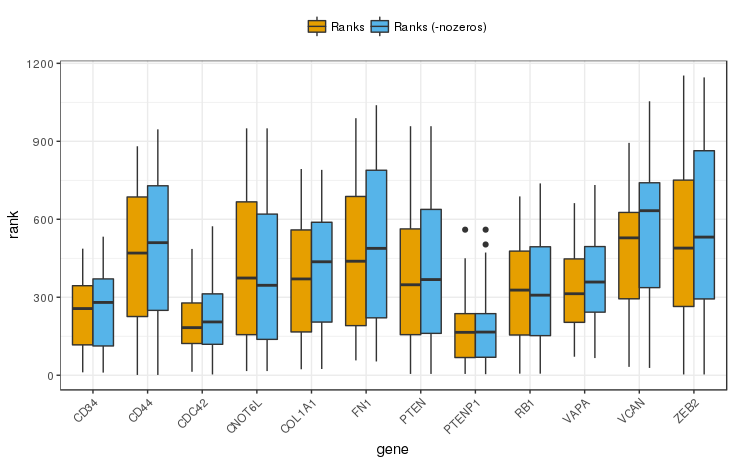 Ranks Ranks (-nozeros)
1200
900
600
300
0
rank
CD34 CD44 CDC42 CNOT6L COL1A1 FN1 PTEN PTENP1 RB1 VAPA VCAN ZEB2
gene